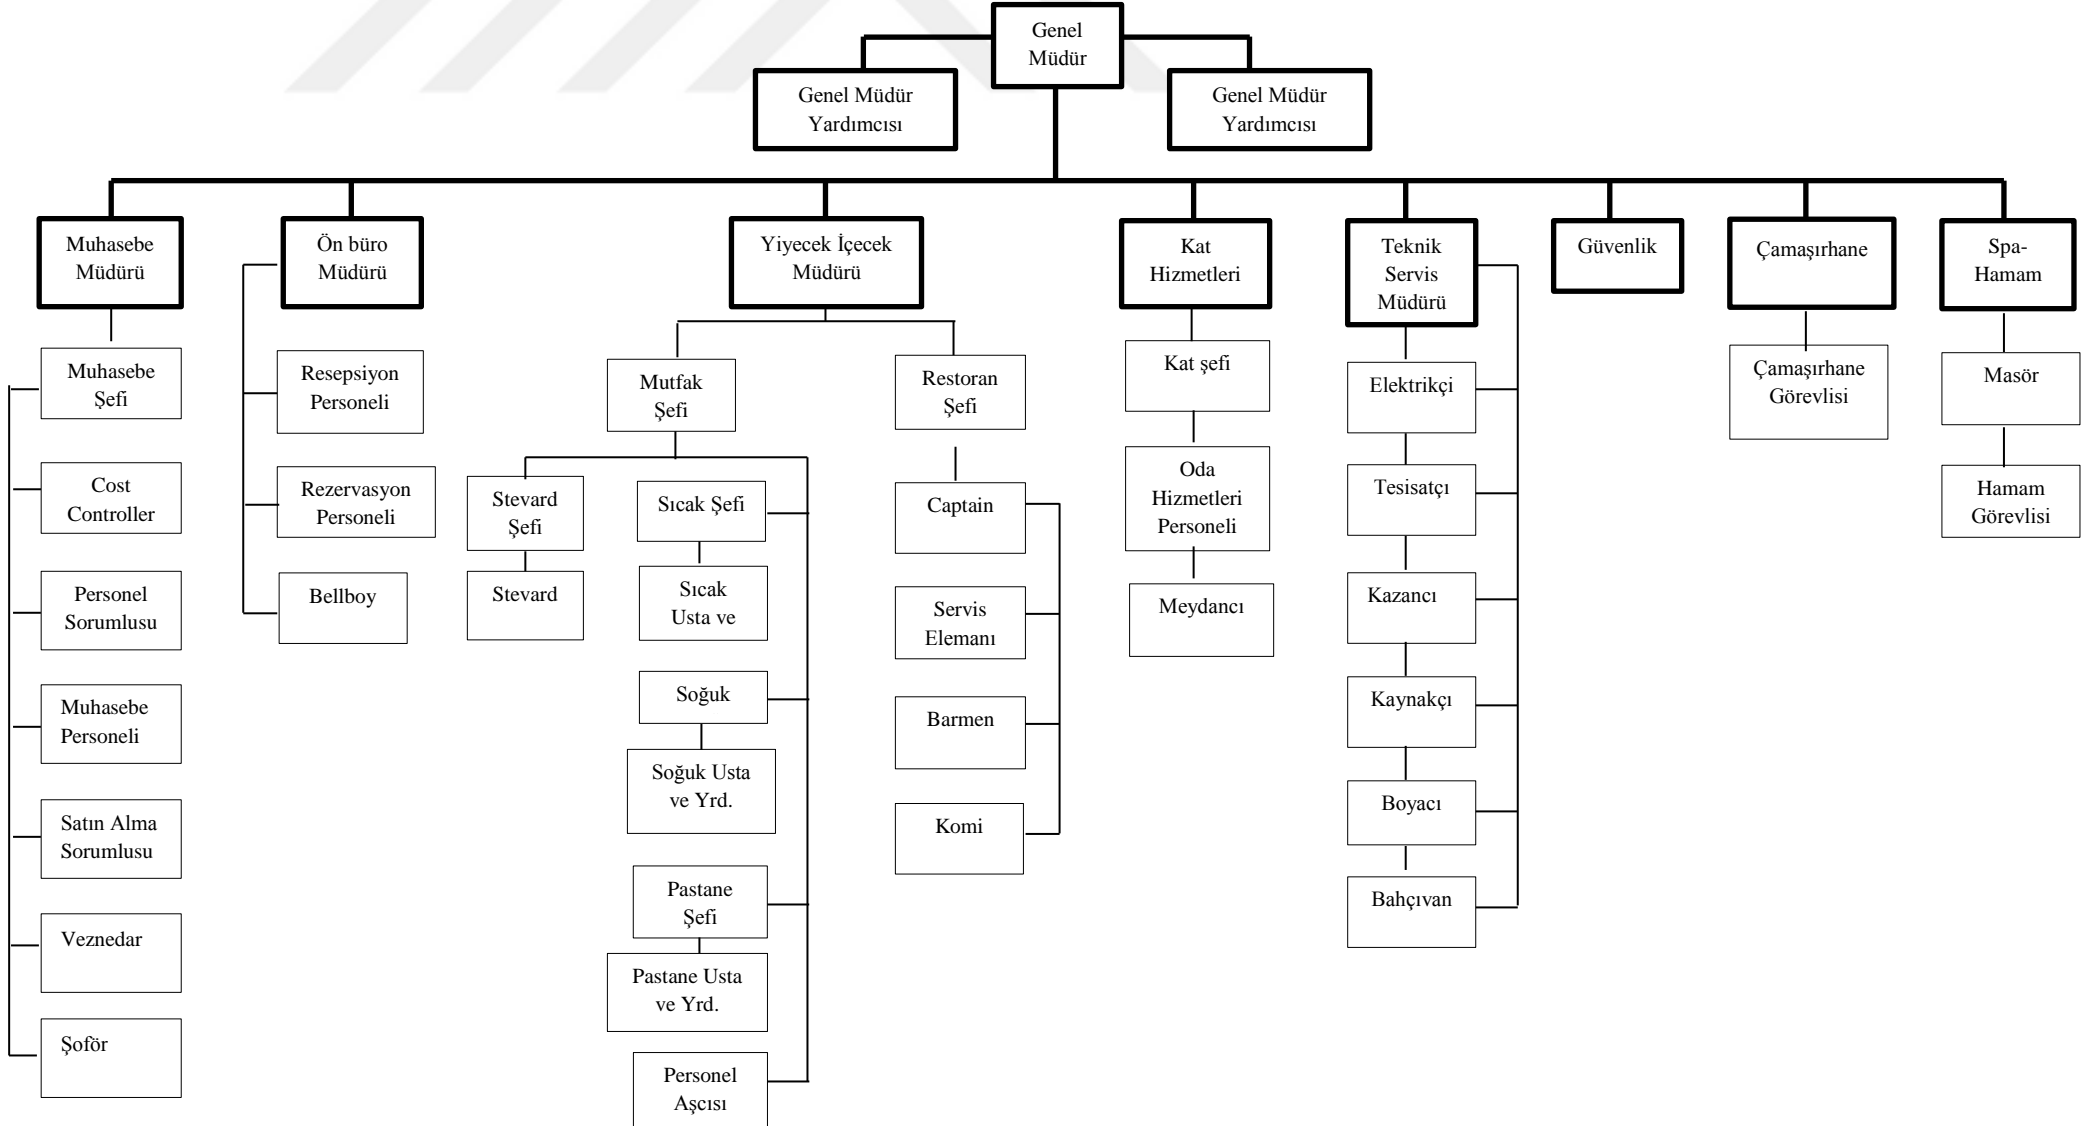 Genel
Müdür
Genel Müdür
Yardımcısı
Genel Müdür
Yardımcısı
Muhasebe
Müdürü
Ön büro
Müdürü
Yiyecek İçecek
Müdürü
Kat
Hizmetleri
Teknik
Servis
Müdürü
Güvenlik
Çamaşırhane
Spa-
Hamam
Muhasebe
Şefi
Cost
Controller
Personel
Sorumlusu
Muhasebe
Personeli
Satın Alma
Sorumlusu
Veznedar
Şoför
Resepsiyon
Personeli
Rezervasyon
Personeli
Bellboy
Mutfak
Şefi
Stevard
Şefi
Stevard
Sıcak Şefi
Sıcak
Usta ve
Soğuk
Soğuk Usta
ve Yrd.
Pastane
Şefi
Pastane Usta
ve Yrd.
Personel
Aşcısı
Restoran
Şefi
Captain
Servis
Elemanı
Barmen
Komi
Kat şefi
Oda
Hizmetleri
Personeli
Meydancı
Elektrikçi
Tesisatçı
Kazancı
Kaynakçı
Boyacı
Bahçıvan
Çamaşırhane
Görevlisi
Masör
Hamam
Görevlisi